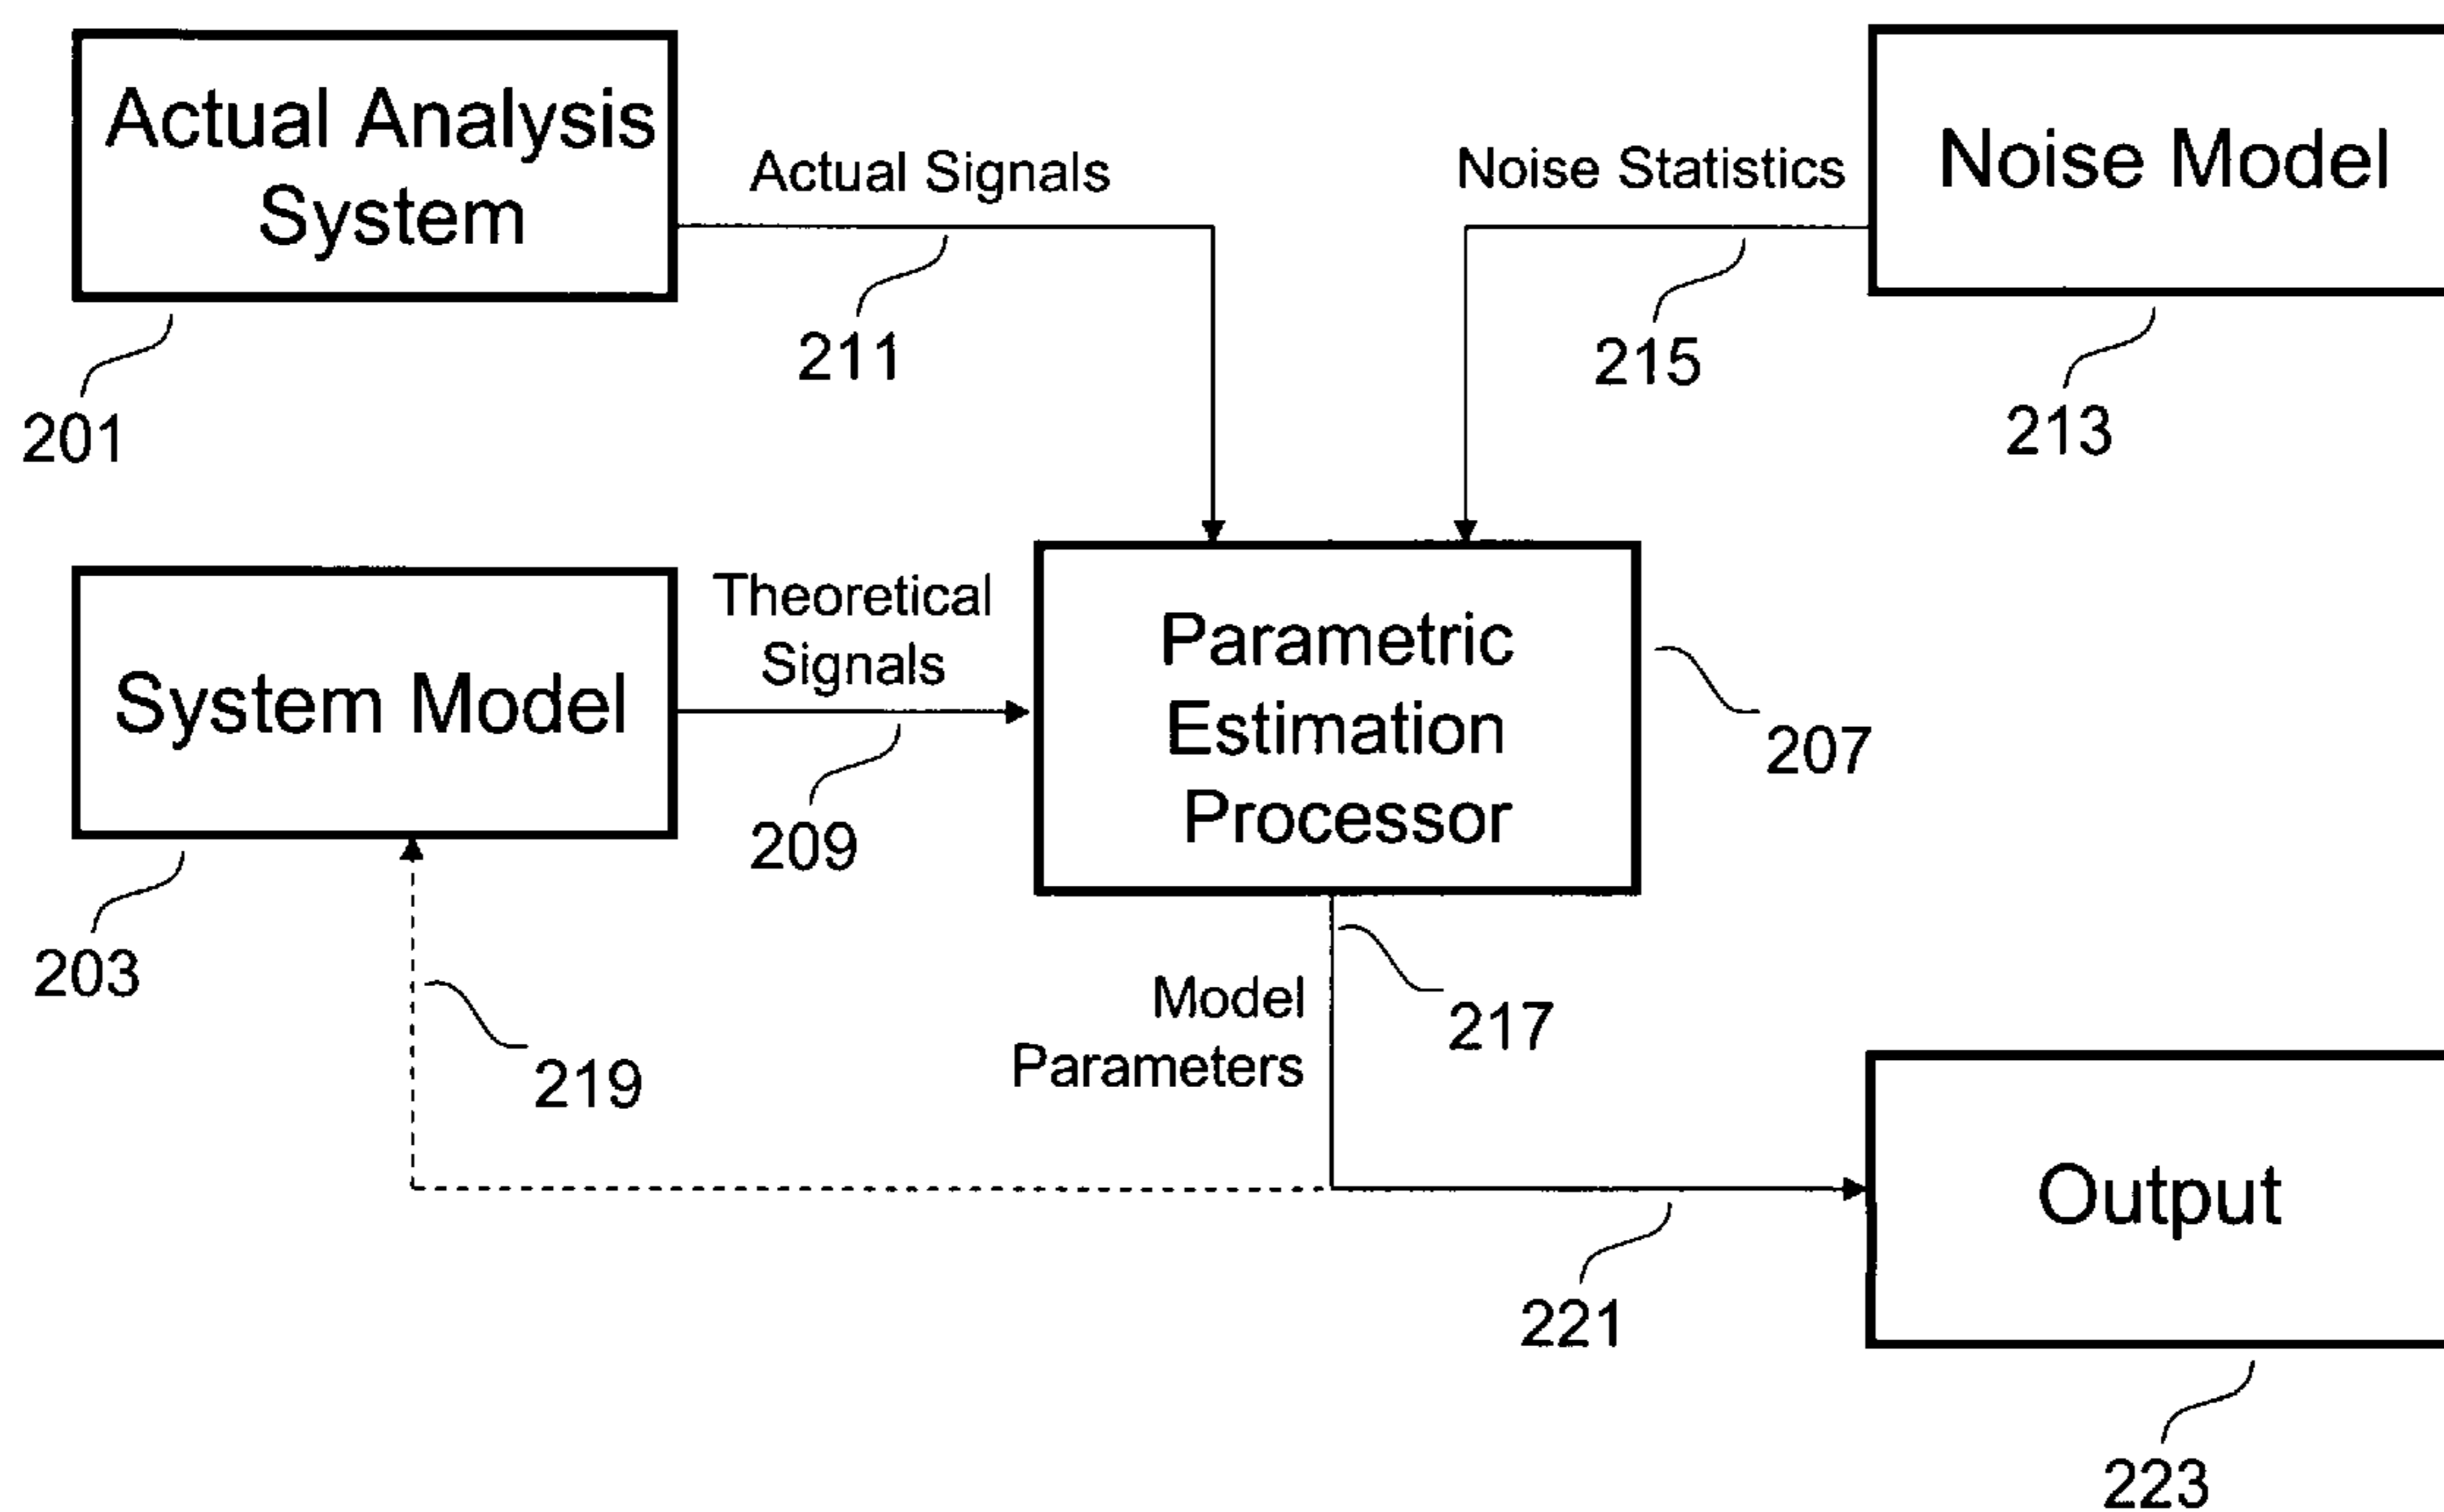 Actual Analysis
System
Actual Signals
Noise Statistics
Noise Model
211
215
201
213
System Model
Theoretical
Signals
Parametric
Estimation
Processor
207
209
203
Model
Parameters
217
219
Output
221
223